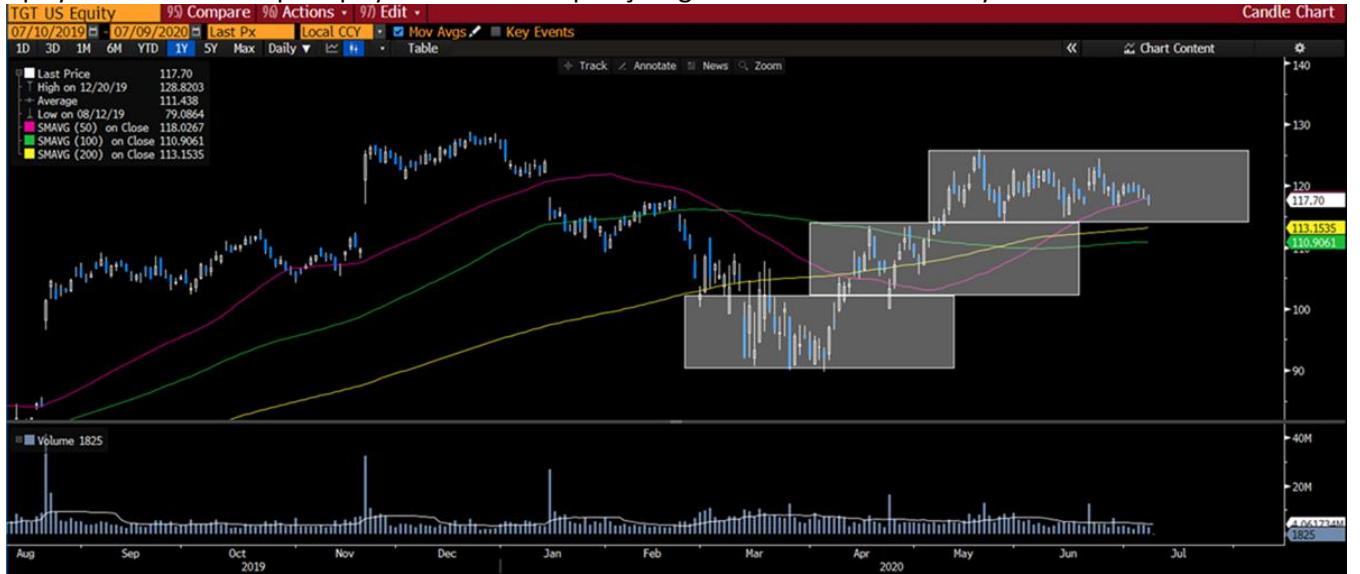 TGT US Equity 95) Compare 96) Actions 97) Edit Candle Chart
07/10/2019 - 07/09/2020 Last Px Local CCY Mov Avgs Key Events
1D 3D 1M 6M YTD 1Y 5Y Max Daily ▼ Table « Chart Content
Track Annotate News Zoom
Last Price 117.70
High on 12/20/19 128.8203
Average 111.438
Low on 08/12/19 79.0864
SMAVG (50) on Close 118.0267
SMAVG (100) on Close 110.9061
SMAVG (200) on Close 113.1535
140
130
120
117.70
113.1535
110.9061
100
90
Volume 1825
40M
20M
4.061734M
1825
Aug Sep Oct Nov Dec Jan Feb Mar Apr May Jun Jul
2019 2020